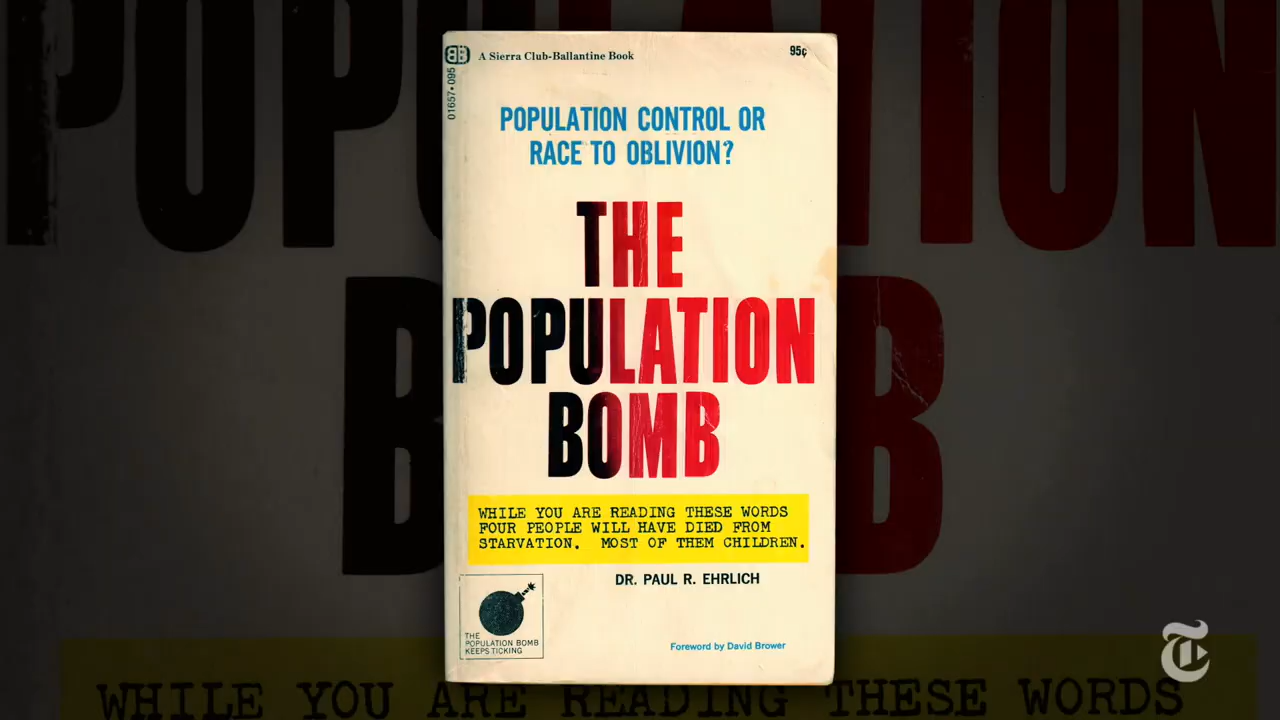 A Sierra Club-Ballantine Book
95¢
01657•095
POPULATION CONTROL OR
RACE TO OBLIVION?
THE
POPULATION
BOMB
WHILE YOU ARE READING THESE WORDS
FOUR PEOPLE WILL HAVE DIED FROM
STARVATION. MOST OF THEM CHILDREN.
DR. PAUL R. EHRLICH
THE
POPULATION BOMB
KEEPS TICKING
Foreword by David Brower
POPULATION
B
WHILE YOU ARE READING THESE WORDS
T